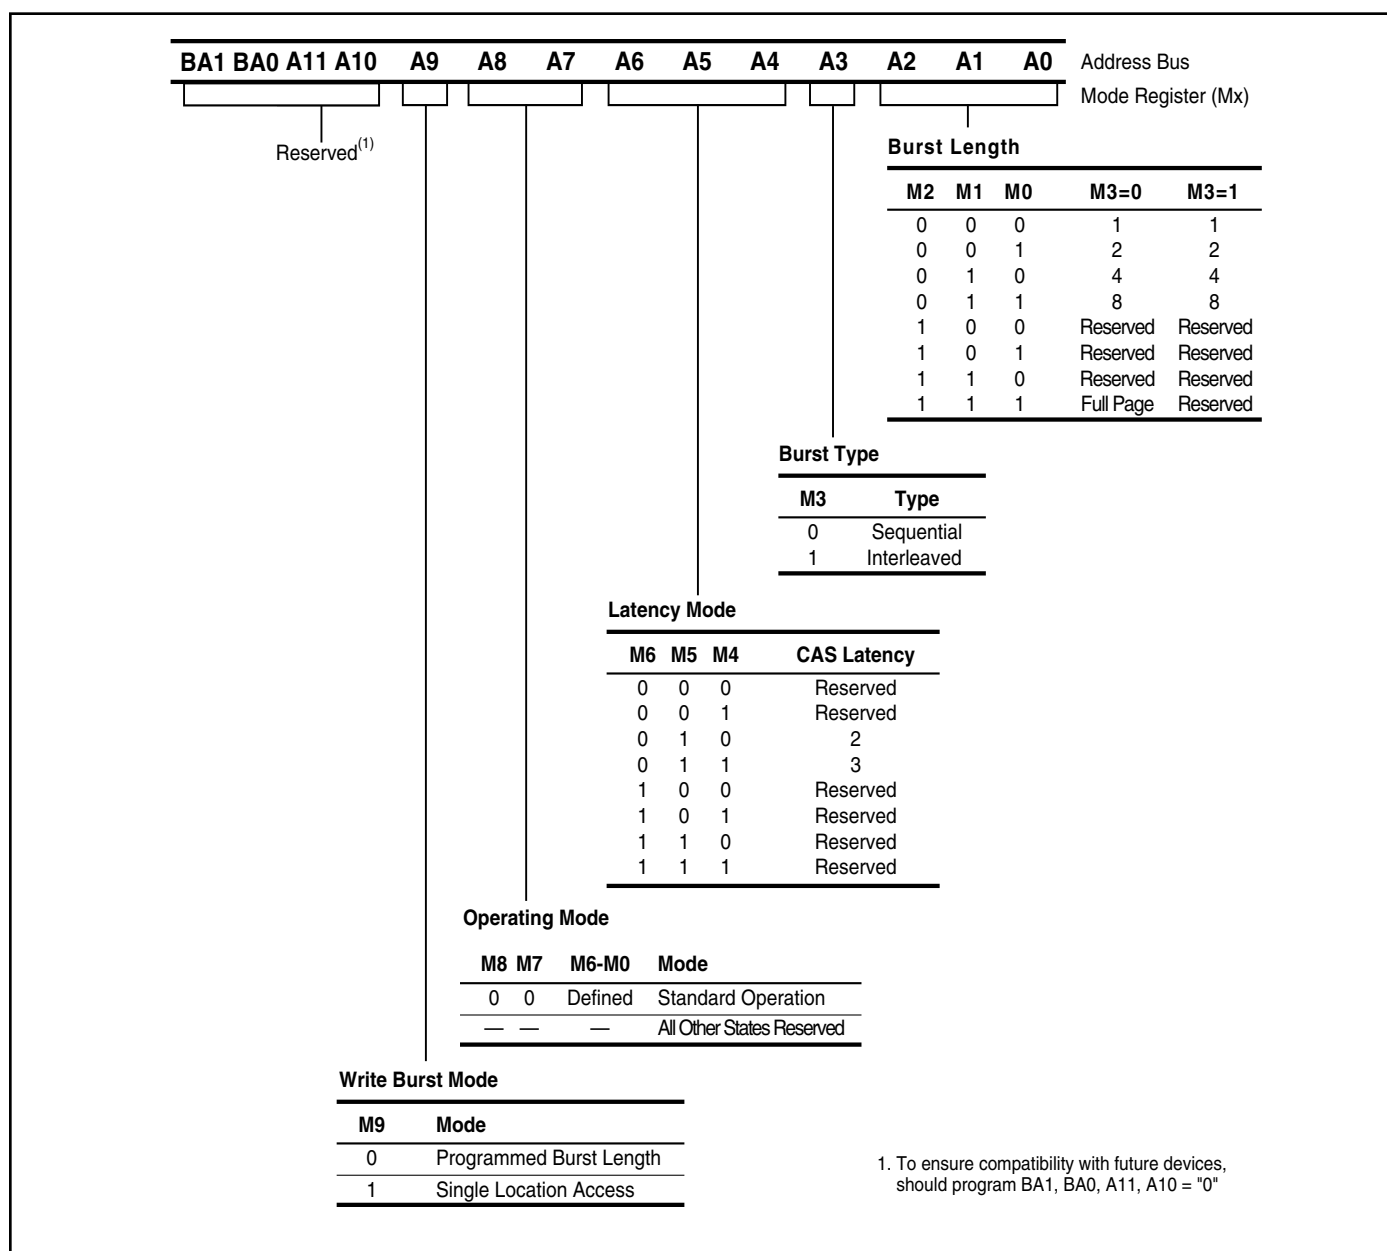 BA1 BA0 A11 A10 A9 A8 A7 A6 A5 A4 A3 A2 A1 A0 Address Bus
Mode Register (Mx)
Reserved(1)
Burst Length
M2 M1 M0 M3=0 M3=1
0 0 0 1 1
0 0 1 2 2
0 1 0 4 4
0 1 1 8 8
1 0 0 Reserved Reserved
1 0 1 Reserved Reserved
1 1 0 Reserved Reserved
1 1 1 Full Page Reserved
Burst Type
M3 Type
0 Sequential
1 Interleaved
Latency Mode
M6 M5 M4 CAS Latency
0 0 0 Reserved
0 0 1 Reserved
0 1 0 2
0 1 1 3
1 0 0 Reserved
1 0 1 Reserved
1 1 0 Reserved
1 1 1 Reserved
Operating Mode
M8 M7 M6-M0 Mode
0 0 Defined Standard Operation
— — — All Other States Reserved
Write Burst Mode
M9 Mode
0 Programmed Burst Length
1 Single Location Access
1. To ensure compatibility with future devices,
should program BA1, BA0, A11, A10 = "0"